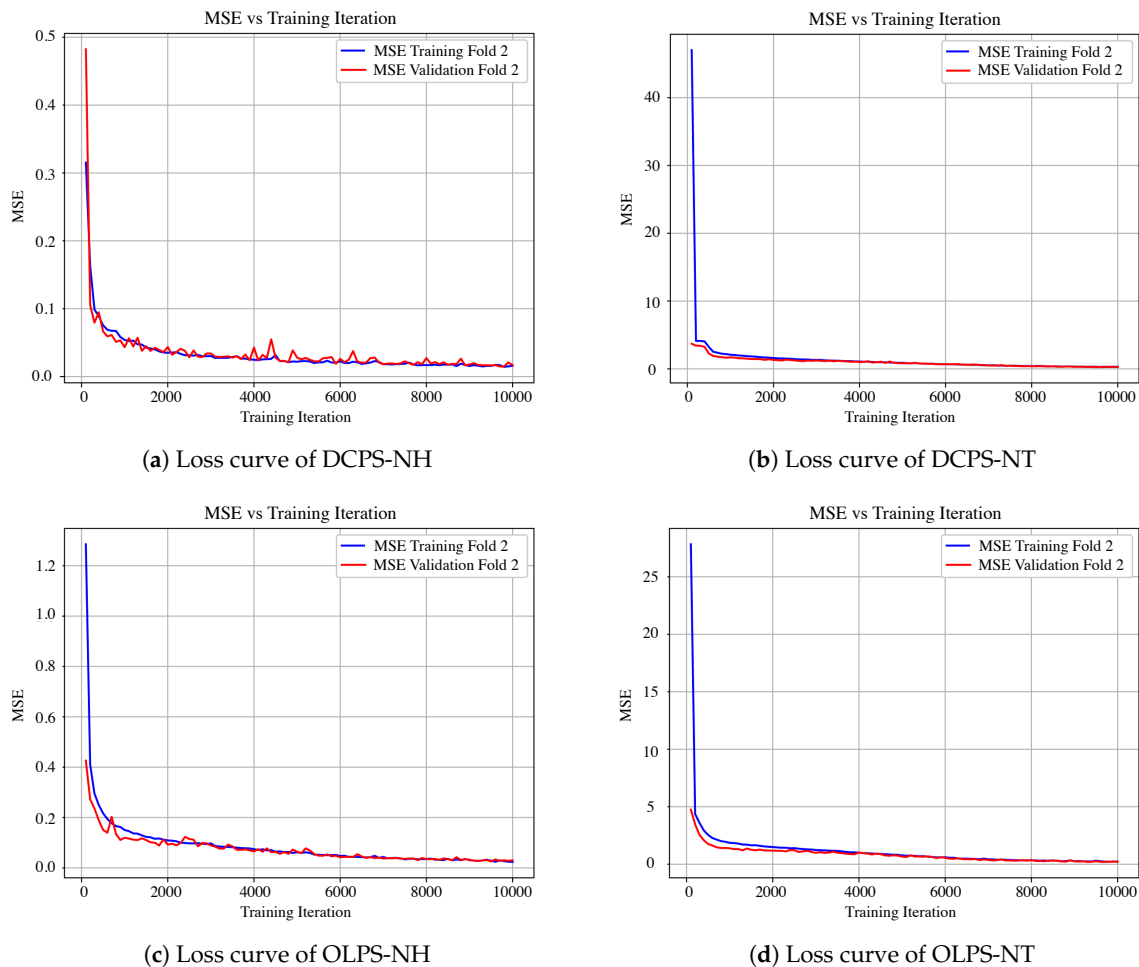 MSE vs Training Iteration
MSE Training Fold 2
MSE Validation Fold 2
0.5
0.4
0.3
0.2
0.1
0.0
MSE
0
2000
4000
6000
8000
10000
Training Iteration
(a) Loss curve of DCPS-NH
MSE vs Training Iteration
MSE Training Fold 2
MSE Validation Fold 2
40
30
20
10
0
MSE
0
2000
4000
6000
8000
10000
Training Iteration
(b) Loss curve of DCPS-NT
MSE vs Training Iteration
MSE Training Fold 2
MSE Validation Fold 2
1.2
1.0
0.8
0.6
0.4
0.2
0.0
MSE
0
2000
4000
6000
8000
10000
Training Iteration
(c) Loss curve of OLPS-NH
MSE vs Training Iteration
MSE Training Fold 2
MSE Validation Fold 2
25
20
15
10
5
0
MSE
0
2000
4000
6000
8000
10000
Training Iteration
(d) Loss curve of OLPS-NT